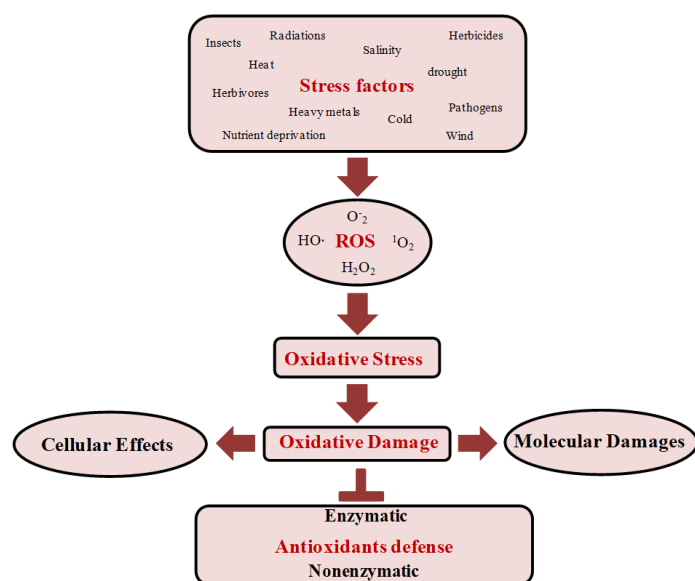 Insects
Radiations
Salinity
Herbicides
Heat
drought
Stress factors
Herbivores
Heavy metals
Cold
Pathogens
Nutrient deprivation
Wind
O⁻₂
HO· ROS ¹O₂
H₂O₂
Oxidative Stress
Cellular Effects
Oxidative Damage
Molecular Damages
Enzymatic
Antioxidants defense
Nonenzymatic